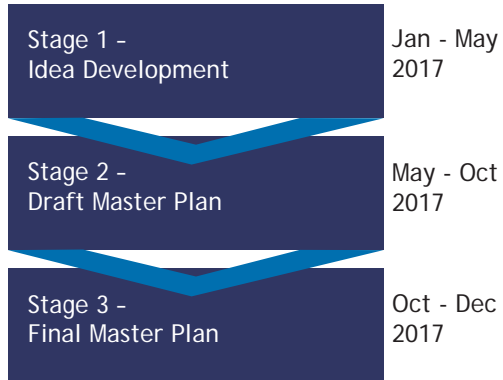 Stage 1 –
Idea Development
Jan - May
2017
Stage 2 –
Draft Master Plan
May - Oct
2017
Stage 3 –
Final Master Plan
Oct - Dec
2017